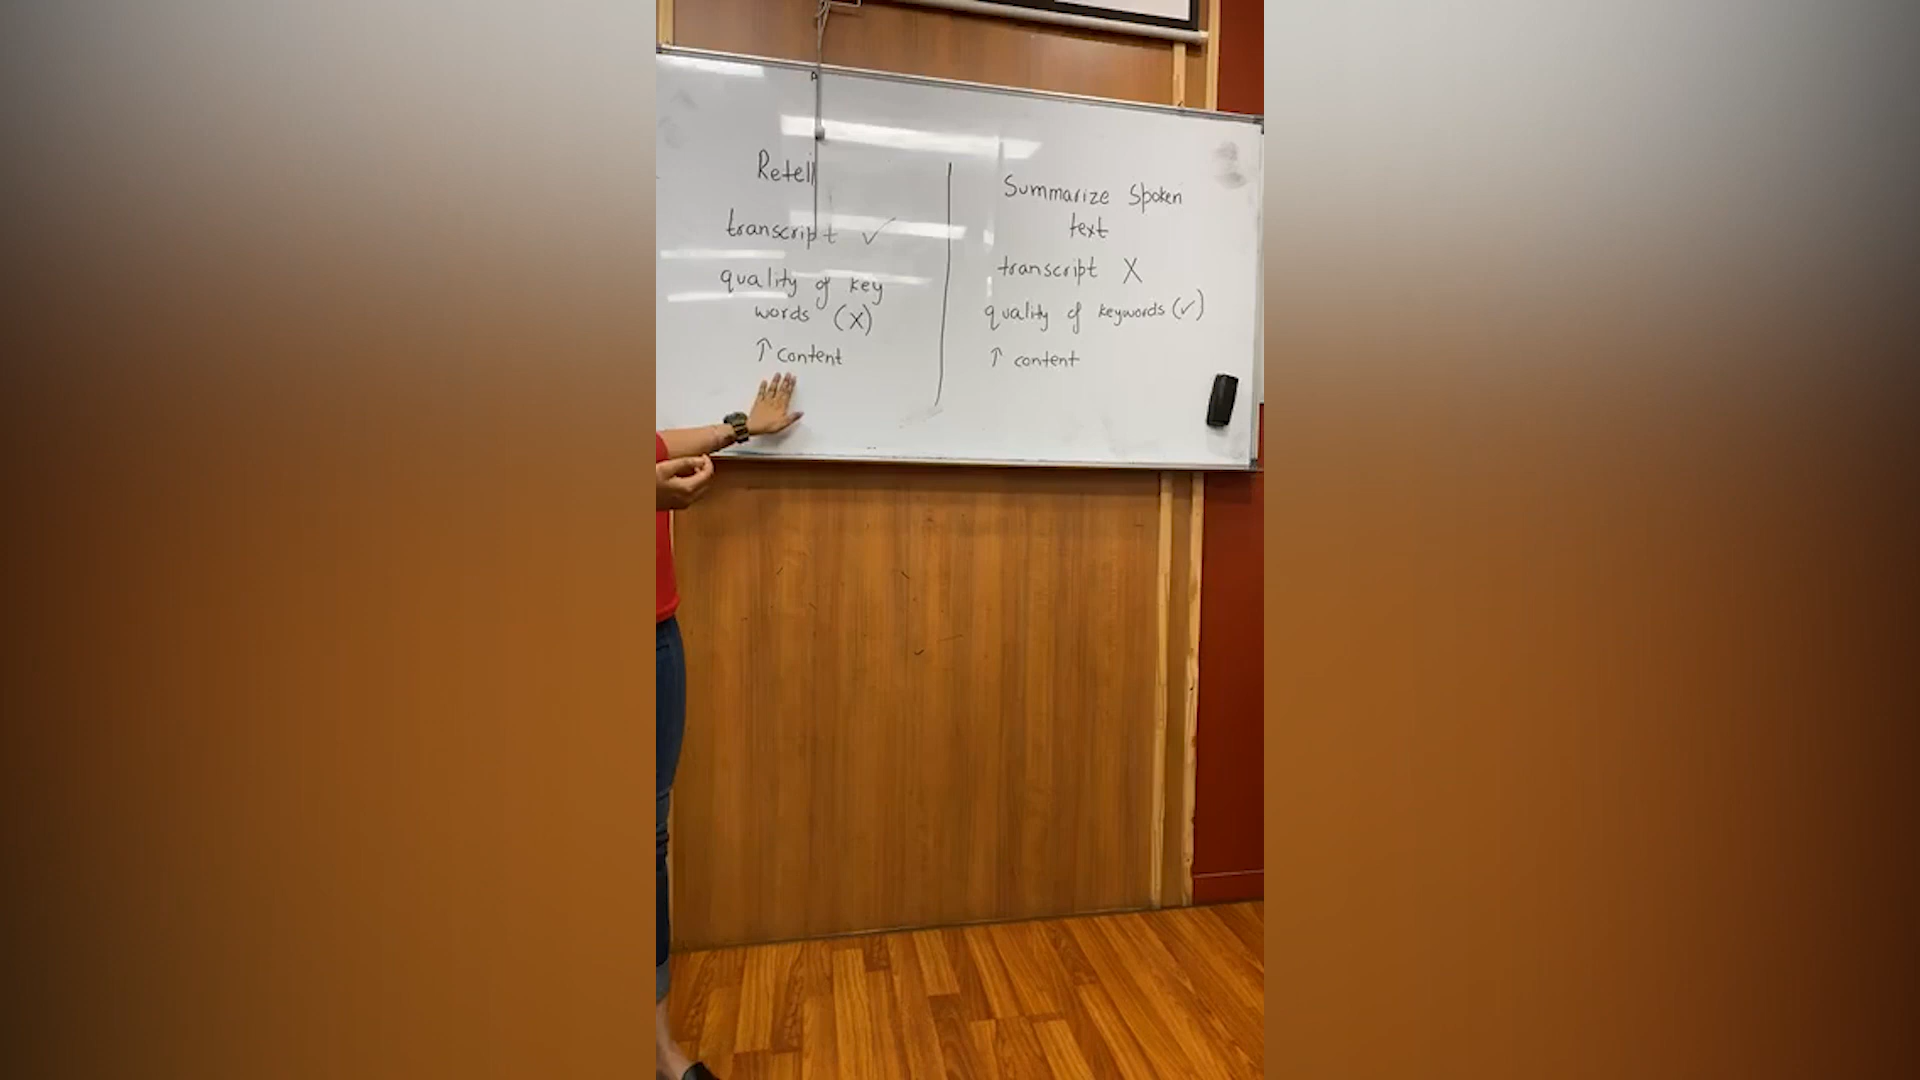 Retell
transcript ✓
quality of key
words (X)
↑ content
Summarize Spoken
text
transcript X
quality of keywords (✓)
↑ content